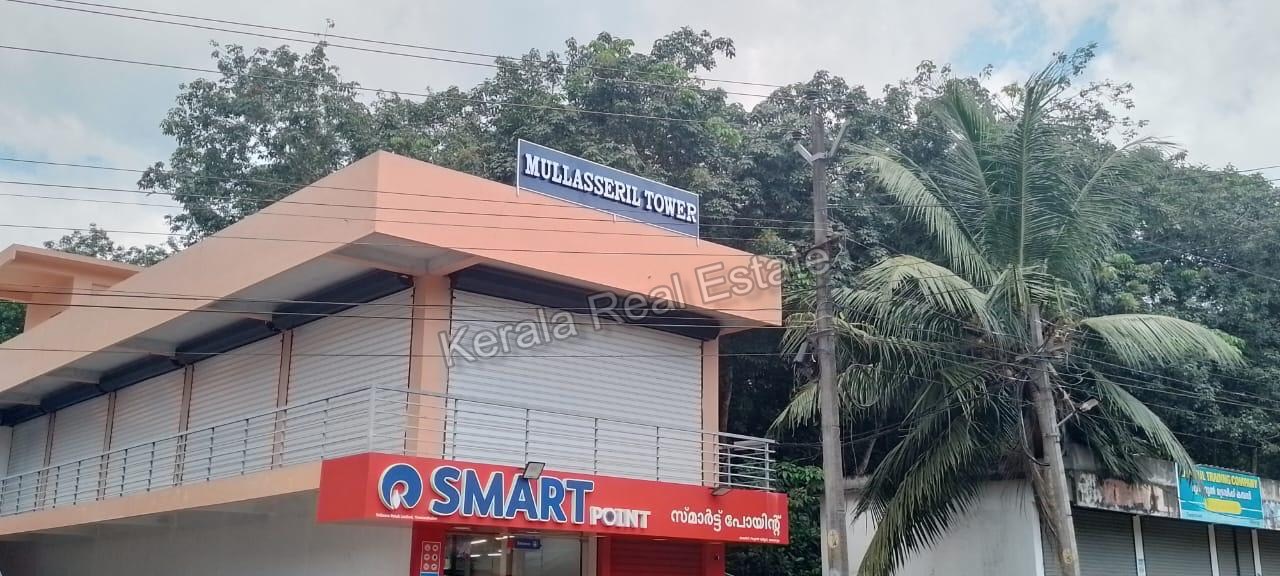 MULLASSERIL TOWER
Kerala Real Estate
SMART POINT
സ്മാർട്ട് പോയിന്റ്
TRADING COMPANY